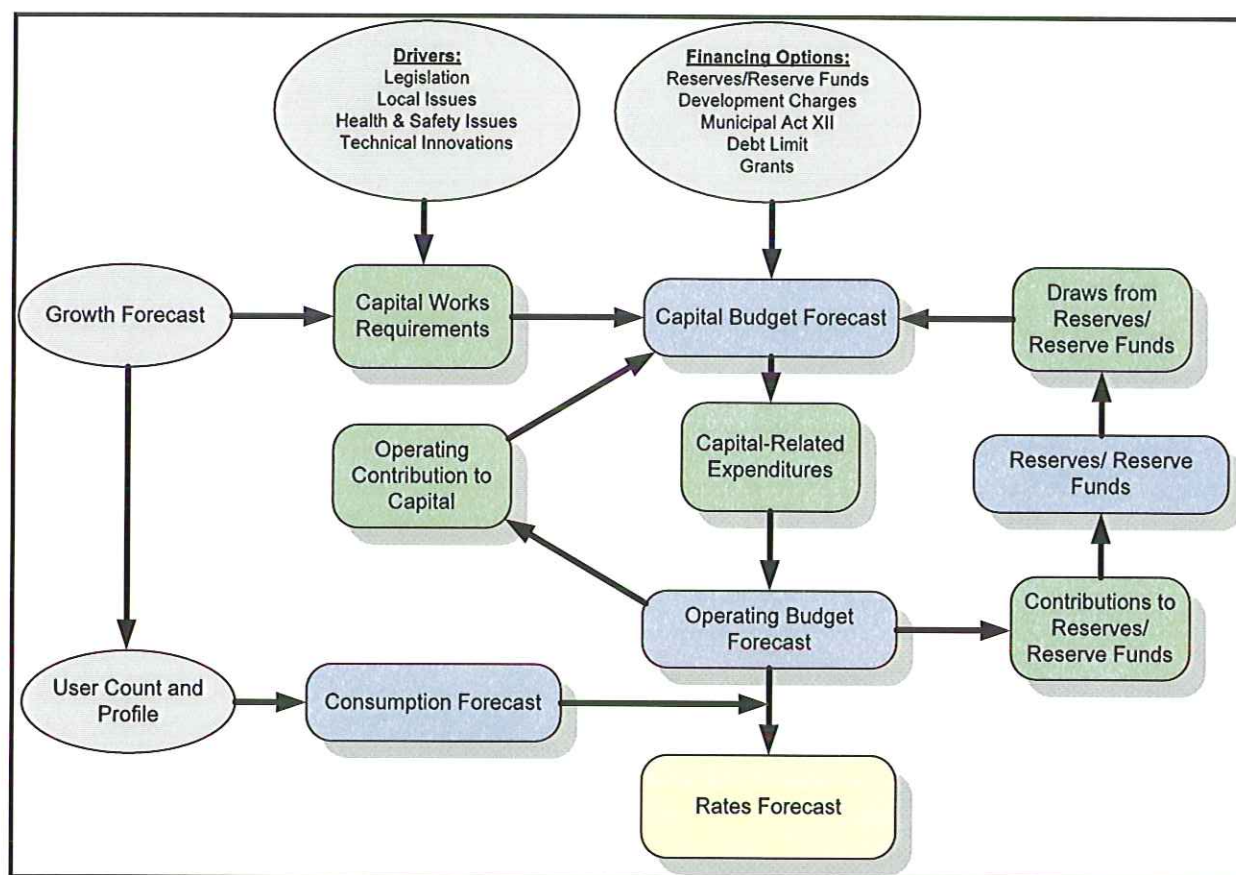 Drivers:
Legislation
Local Issues
Health & Safety Issues
Technical Innovations
Financing Options:
Reserves/Reserve Funds
Development Charges
Municipal Act XII
Debt Limit
Grants
Growth Forecast
Capital Works
Requirements
Capital Budget Forecast
Draws from
Reserves/
Reserve Funds
Operating
Contribution to
Capital
Capital-Related
Expenditures
Reserves/ Reserve
Funds
Operating Budget
Forecast
Contributions to
Reserves/
Reserve Funds
User Count and
Profile
Consumption Forecast
Rates Forecast